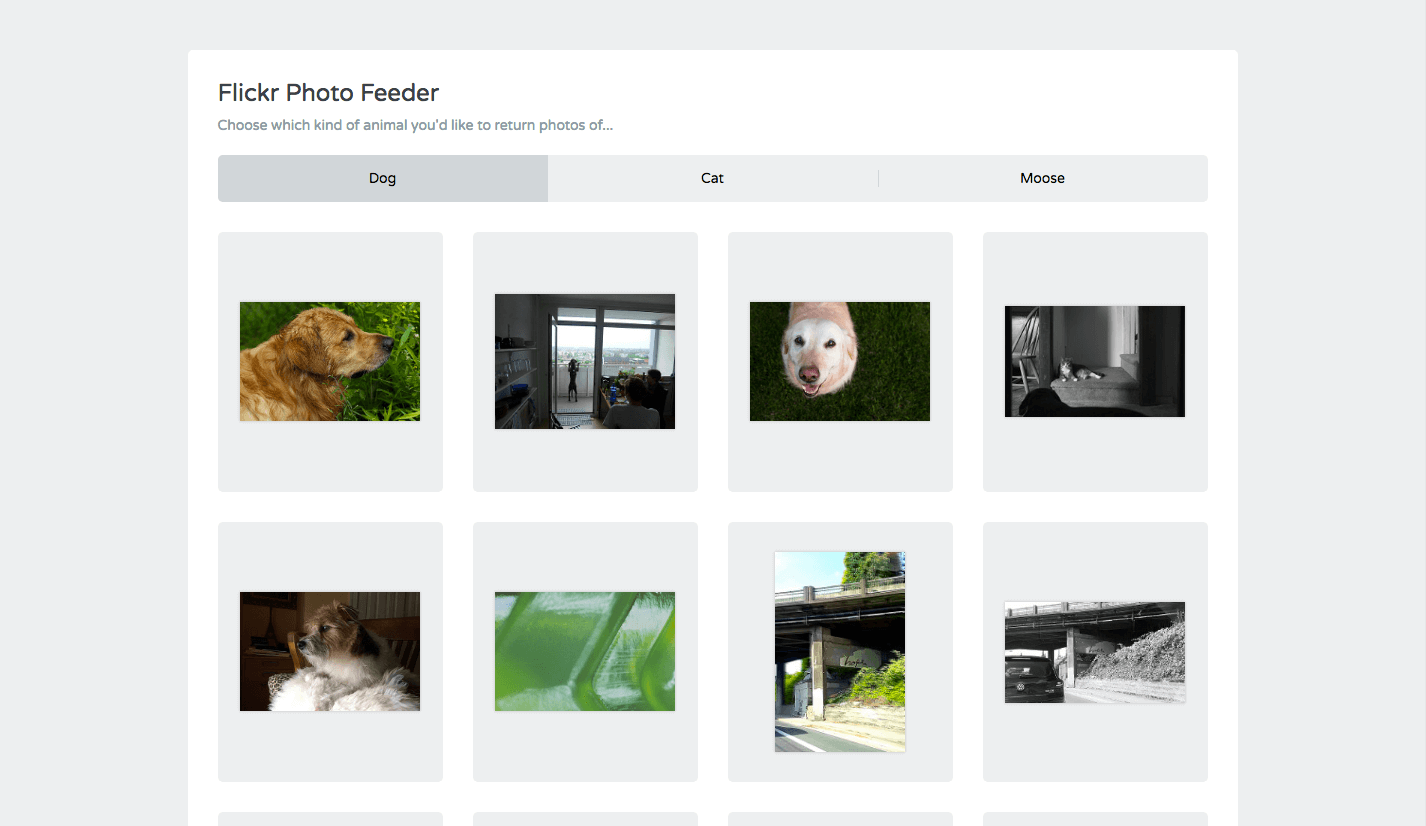 Flickr Photo Feeder
Choose which kind of animal you'd like to return photos of...
Dog
Cat
Moose